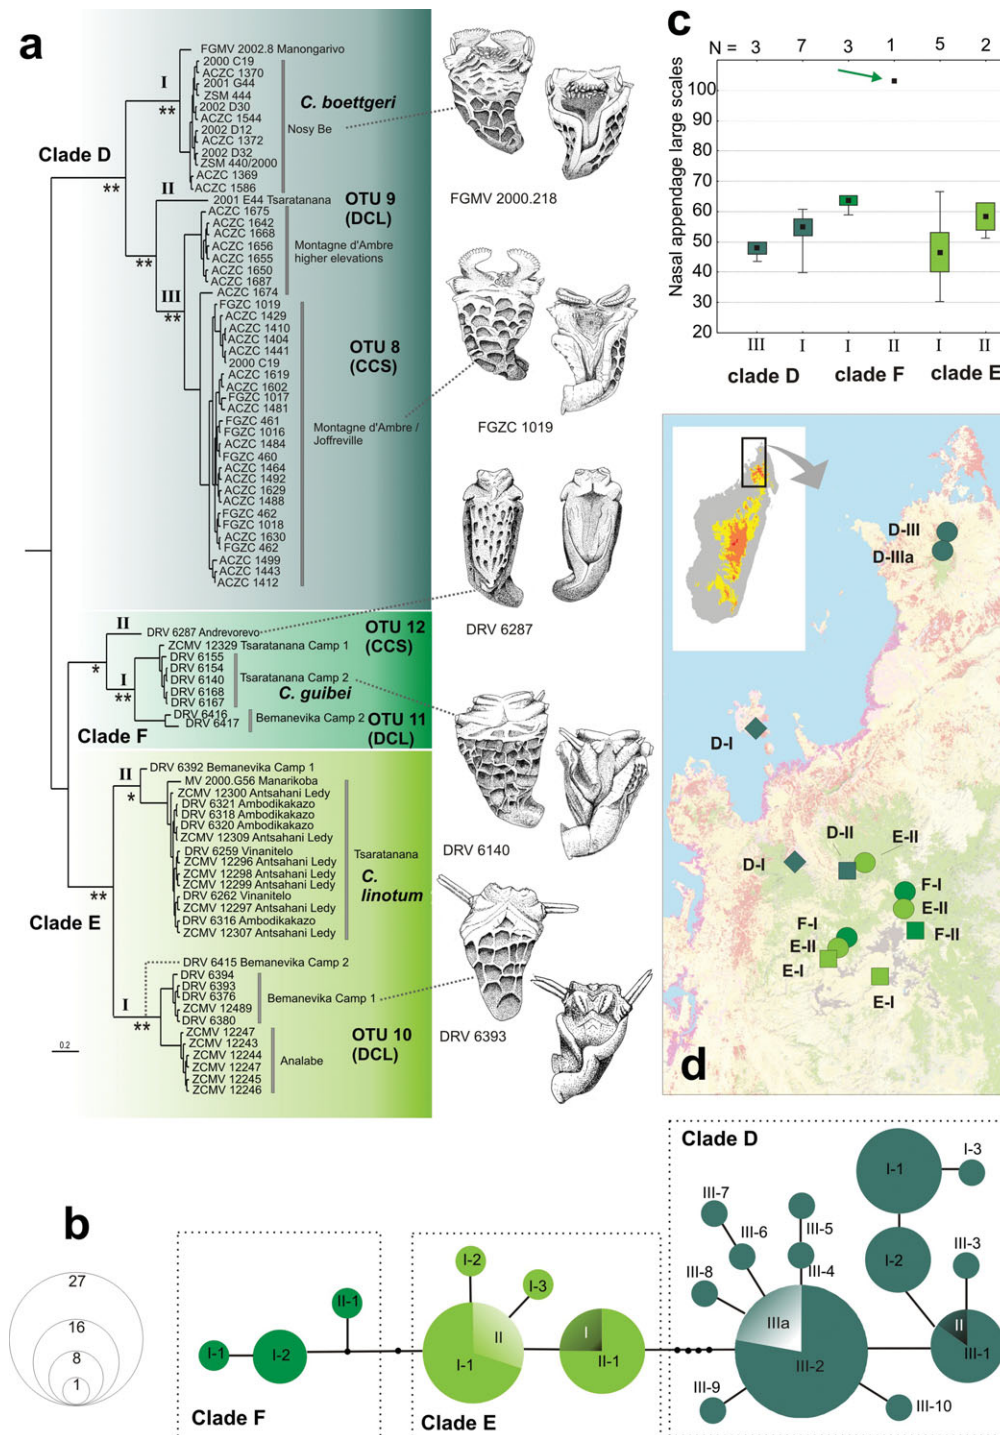 a
Clade D
I
**
**
II
**
III
**
FGMV 2002.8 Manongarivo
2000 C19
ACZC 1370
2001 G44
ZSM 444
2002 D30
ACZC 1544
2002 D12
ACZC 1372
2002 D32
ZSM 440/2000
ACZC 1369
ACZC 1586
C. boettgeri
Nosy Be
2001 E44 Tsaratanana
OTU 9
(DCL)
ACZC 1675
ACZC 1642
ACZC 1668
ACZC 1656
ACZC 1655
ACZC 1650
ACZC 1687
Montagne d'Ambre
higher elevations
ACZC 1674
FGZC 1019
ACZC 1429
ACZC 1410
ACZC 1404
ACZC 1441
2000 C19
ACZC 1619
ACZC 1602
FGZC 1017
ACZC 1481
FGZC 461
FGZC 1016
ACZC 1484
FGZC 460
ACZC 1464
ACZC 1492
ACZC 1629
ACZC 1488
FGZC 462
FGZC 1018
ACZC 1630
FGZC 462
ACZC 1499
ACZC 1443
ACZC 1412
OTU 8
(CCS)
Montagne d'Ambre /
Joffreville
II
*
I
**
Clade F
DRV 6287 Andrevorevo
ZCMV 12329 Tsaratanana Camp 1
DRV 6155
DRV 6154
DRV 6140
DRV 6168
DRV 6167
Tsaratanana Camp 2
C. guibei
DRV 6416
DRV 6417
Bemanevika Camp 2
OTU 12
(CCS)
OTU 11
(DCL)
II
*
**
Clade E
I
**
DRV 6392 Bemanevika Camp 1
MV 2000.G56 Manarikoba
ZCMV 12300 Antsahani Ledy
DRV 6321 Ambodikakazo
DRV 6318 Ambodikakazo
DRV 6320 Ambodikakazo
ZCMV 12309 Antsahani Ledy
DRV 6259 Vinanitelo
ZCMV 12296 Antsahani Ledy
ZCMV 12298 Antsahani Ledy
ZCMV 12299 Antsahani Ledy
DRV 6262 Vinanitelo
ZCMV 12297 Antsahani Ledy
DRV 6316 Ambodikakazo
ZCMV 12307 Antsahani Ledy
Tsaratanana
C.
linotum
DRV 6415 Bemanevika Camp 2
DRV 6394
DRV 6393
DRV 6376
ZCMV 12489
DRV 6380
Bemanevika Camp 1
OTU 10
(DCL)
ZCMV 12247
ZCMV 12243
ZCMV 12244
ZCMV 12247
ZCMV 12245
ZCMV 12246
Analabe
0.2
FGMV 2000.218
FGZC 1019
DRV 6287
DRV 6140
DRV 6393
c
N = 3 7 3 1 5 2
Nasal appendage large scales
100
90
80
70
60
50
40
30
20
III I I II I II
clade D clade F clade E
d
D-III
D-IIIa
D-I
D-II
E-II
D-I
F-I
E-II
F-I
E-II
F-II
E-I
E-I
b
27
16
8
1
I-1
I-2
II-1
Clade F
I-2
I-3
II
I-1
I
II-1
Clade E
Clade D
I-1
I-3
I-2
III-7
III-6
III-5
III-4
III-8
III-3
IIIa
III-2
II
III-1
III-9
III-10